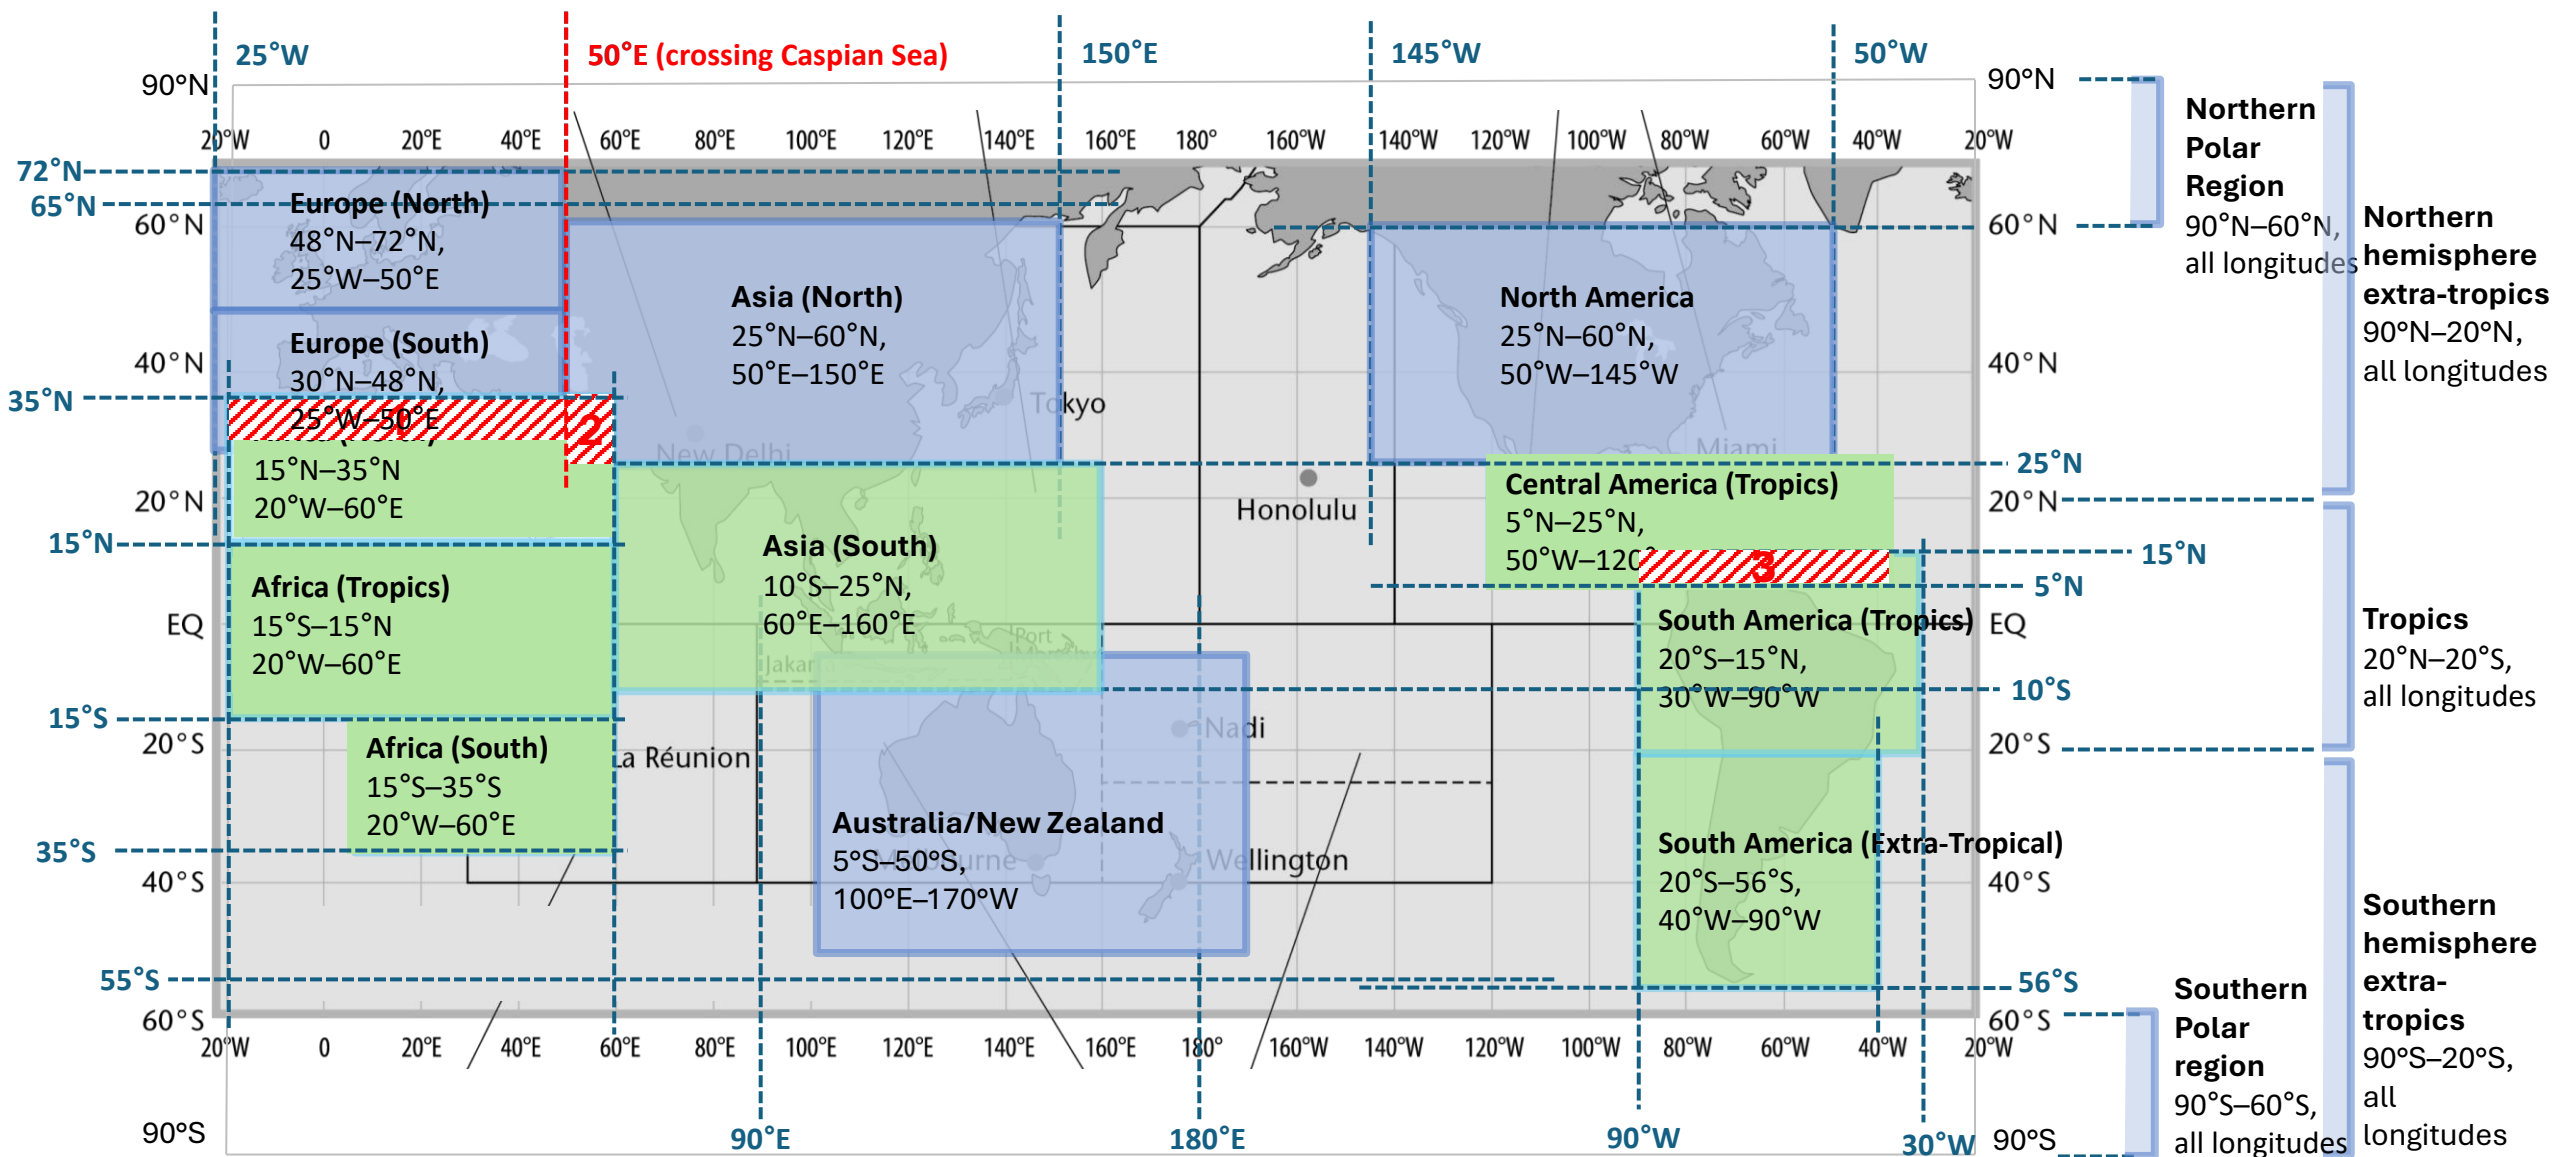 25°W
50°E (crossing Caspian Sea)
150°E
145°W
50°W
90°N
90°N
20°W 0 20°E 40°E 60°E 80°E 100°E 120°E 140°E 160°E 180° 160°W 140°W 120°W 100°W 80°W 60°W 40°W 20°W
72°N
65°N
60°N
60°N
40°N
40°N
35°N
25°N
20°N
20°N
15°N
15°N
5°N
EQ
EQ
10°S
15°S
20°S
20°S
35°S
40°S
40°S
55°S
56°S
60°S
60°S
20°W 0 20°E 40°E 60°E 80°E 100°E 120°E 140°E 160°E 180° 160°W 140°W 120°W 100°W 80°W 60°W 40°W 20°W
90°S
90°S
90°E
180°E
90°W
30°W
Europe (North)
48°N–72°N,
25°W–50°E
Europe (South)
30°N–48°N,
25°W–50°E
15°N–35°N
20°W–60°E
Africa (Tropics)
15°S–15°N
20°W–60°E
Africa (South)
15°S–35°S
20°W–60°E
2
Asia (North)
25°N–60°N,
50°E–150°E
Tokyo
New Delhi
Asia (South)
10°S–25°N,
60°E–160°E
Port
La Réunion
Australia/New Zealand
5°S–50°S,
100°E–170°W
Nadi
Wellington
Honolulu
North America
25°N–60°N,
50°W–145°W
Miami
Central America (Tropics)
5°N–25°N,
50°W–120°
3
South America (Tropics)
20°S–15°N,
30°W–90°W
South America (Extra-Tropical)
20°S–56°S,
40°W–90°W
Northern
Polar
Region
90°N–60°N,
all longitudes
Northern
hemisphere
extra-tropics
90°N–20°N,
all longitudes
Tropics
20°N–20°S,
all longitudes
Southern
Polar
region
90°S–60°S,
all longitudes
Southern
hemisphere
extra-
tropics
90°S–20°S,
all
longitudes